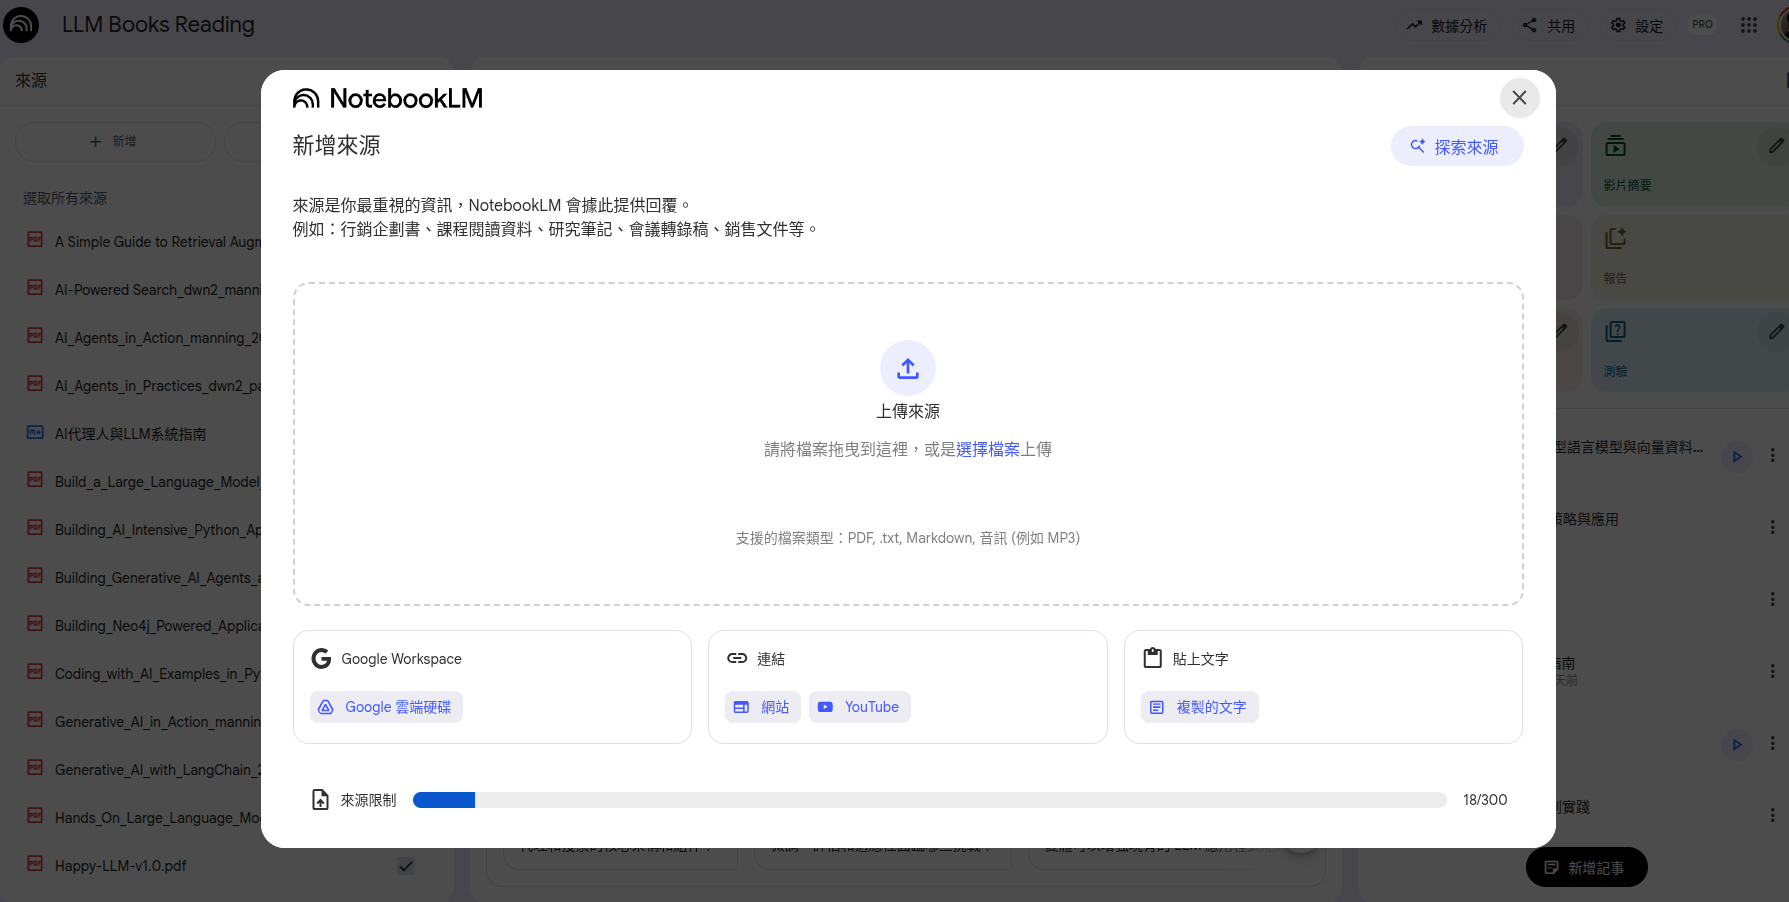 LLM Books Reading
數據分析
共用
設定
PRO
來源
新增
選取所有來源
A Simple Guide to Retrieval Augm
AI-Powered Search_dwn2_manni
AI_Agents_in_Action_manning_2
AI_Agents_in_Practices_dwn2_pa
AI代理人與LLM系統指南
Build_a_Large_Language_Model_
Building_AI_Intensive_Python_Ap
Building_Generative_AI_Agents_a
Building_Neo4j_Powered_Applica
Coding_with_AI_Examples_in_Py
Generative_AI_in_Action_mannin
Generative_AI_with_LangChain_2
Hands_On_Large_Language_Mo
Happy-LLM-v1.0.pdf
NotebookLM
新增來源
探索來源
來源是你最重視的資訊，NotebookLM 會據此提供回覆。
例如：行銷企劃書、課程閱讀資料、研究筆記、會議轉錄稿、銷售文件等。
上傳來源
請將檔案拖曳到這裡，或是選擇檔案上傳
支援的檔案類型：PDF, .txt, Markdown, 音訊 (例如 MP3)
Google Workspace
Google 雲端硬碟
連結
網站
YouTube
貼上文字
複製的文字
來源限制
18/300
影片摘要
報告
測驗
型語言模型與向量資料...
策略與應用
指南
天前
實踐
新增記事